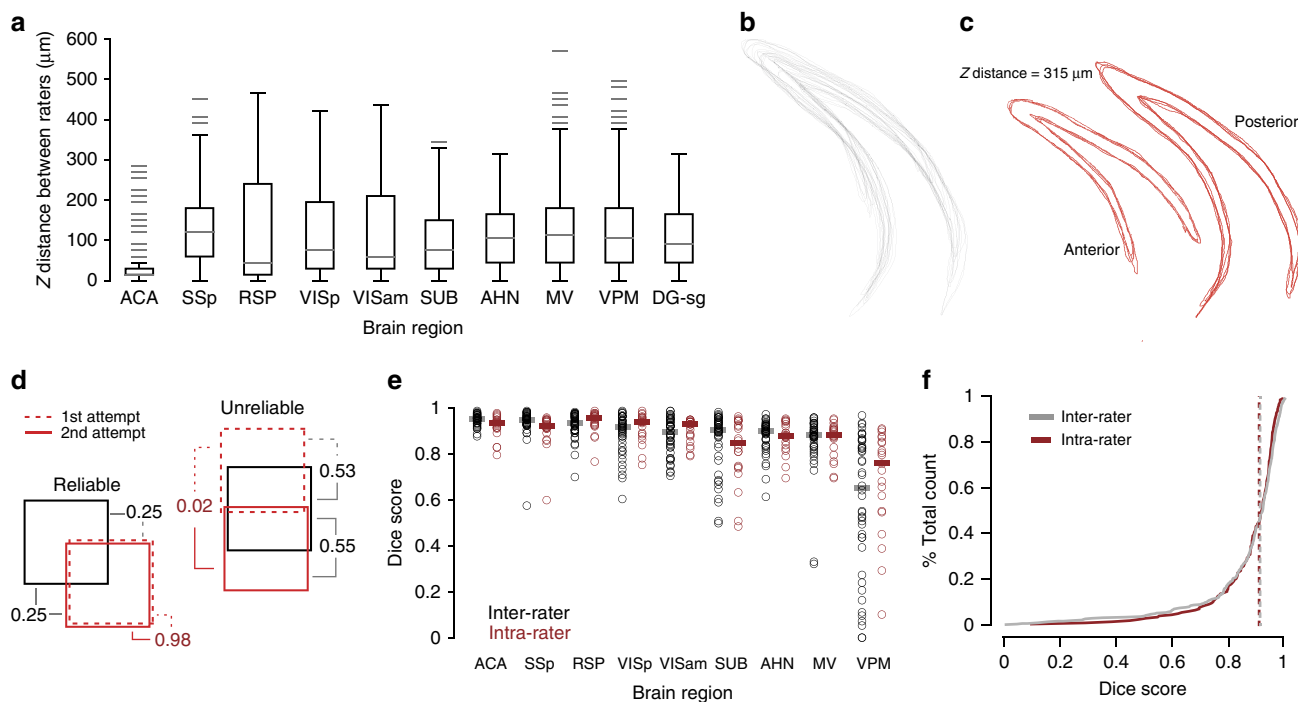 a
Z distance between raters (μm)
600
500
400
300
200
100
0
ACA SSp RSP VISp VISam SUB AHN MV VPM DG-sg
Brain region
b
c
Z distance = 315 μm
Posterior
Anterior
d
1st attempt
2nd attempt
Unreliable
0.53
0.02
0.55
Reliable
0.25
0.25
0.98
e
Dice score
1
0.8
0.6
0.4
0.2
0
Inter-rater
Intra-rater
ACA SSp RSP VISp VISam SUB AHN MV VPM
Brain region
f
Inter-rater
Intra-rater
% Total count
1
0.8
0.6
0.4
0.2
0
0 0.2 0.4 0.6 0.8 1
Dice score